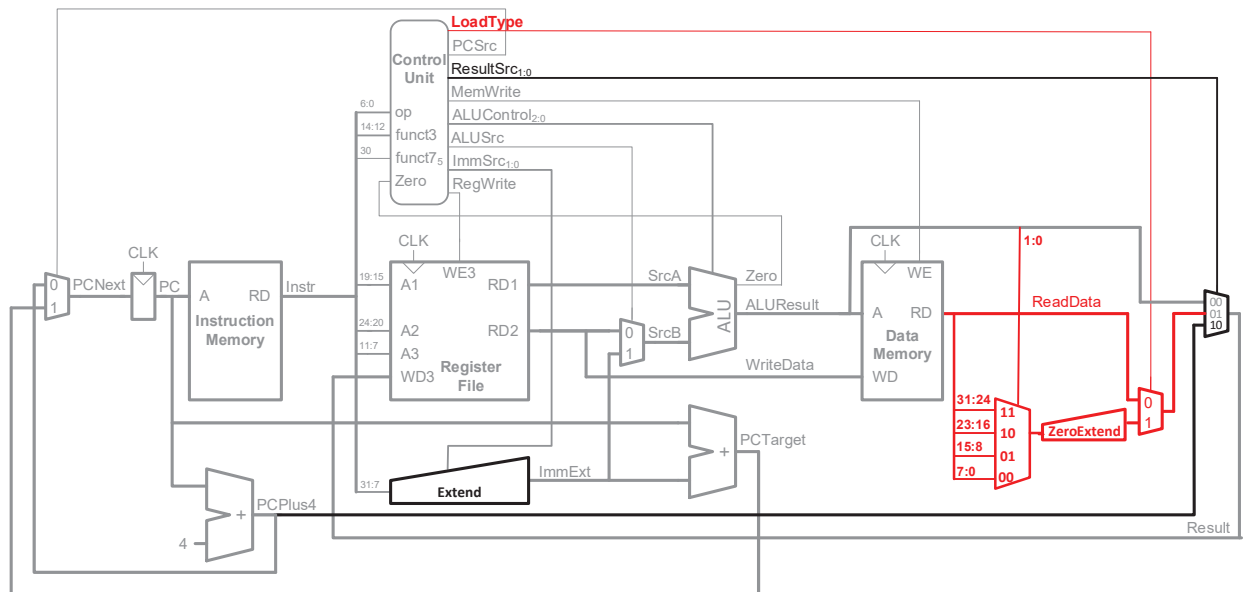 LoadType
PCSrc
Control
Unit
ResultSrc1:0
MemWrite
6:0
op
ALUControl2:0
14:12
funct3
ALUSrc
30
funct75
ImmSrc1:0
Zero
RegWrite
CLK
CLK
CLK
1:0
0
1
PCNext
PC
A
RD
Instruction
Memory
Instr
19:15
A1
WE3
RD1
SrcA
Zero
24:20
A2
RD2
0
1
SrcB
ALU
ALUResult
11:7
A3
WD3
Register
File
WriteData
WE
A
RD
Data
Memory
WD
ReadData
00
01
10
31:24
11
23:16
10
15:8
01
7:0
00
ZeroExtend
0
1
+
PCTarget
31:7
Extend
ImmExt
+
PCPlus4
4
Result